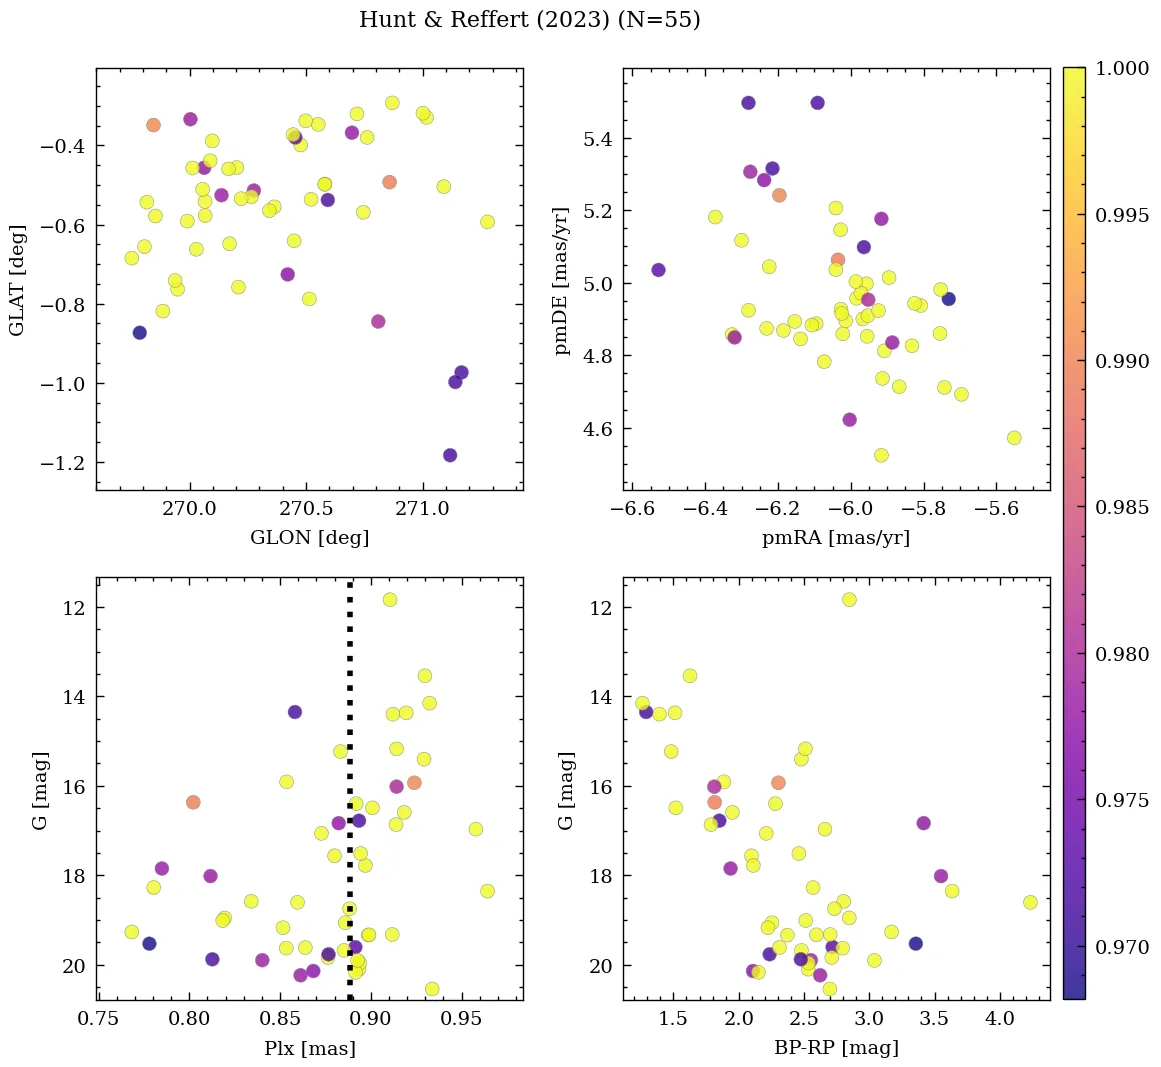 Hunt & Reffert (2023) (N=55)
−0.4
−0.6
−0.8
−1.0
−1.2
GLAT [deg]
270.0 270.5 271.0
GLON [deg]
5.4
5.2
5.0
4.8
4.6
pmDE [mas/yr]
−6.6 −6.4 −6.2 −6.0 −5.8 −5.6
pmRA [mas/yr]
12
14
16
18
20
G [mag]
0.75 0.80 0.85 0.90 0.95
Plx [mas]
12
14
16
18
20
G [mag]
1.5 2.0 2.5 3.0 3.5 4.0
BP-RP [mag]
1.000
0.995
0.990
0.985
0.980
0.975
0.970